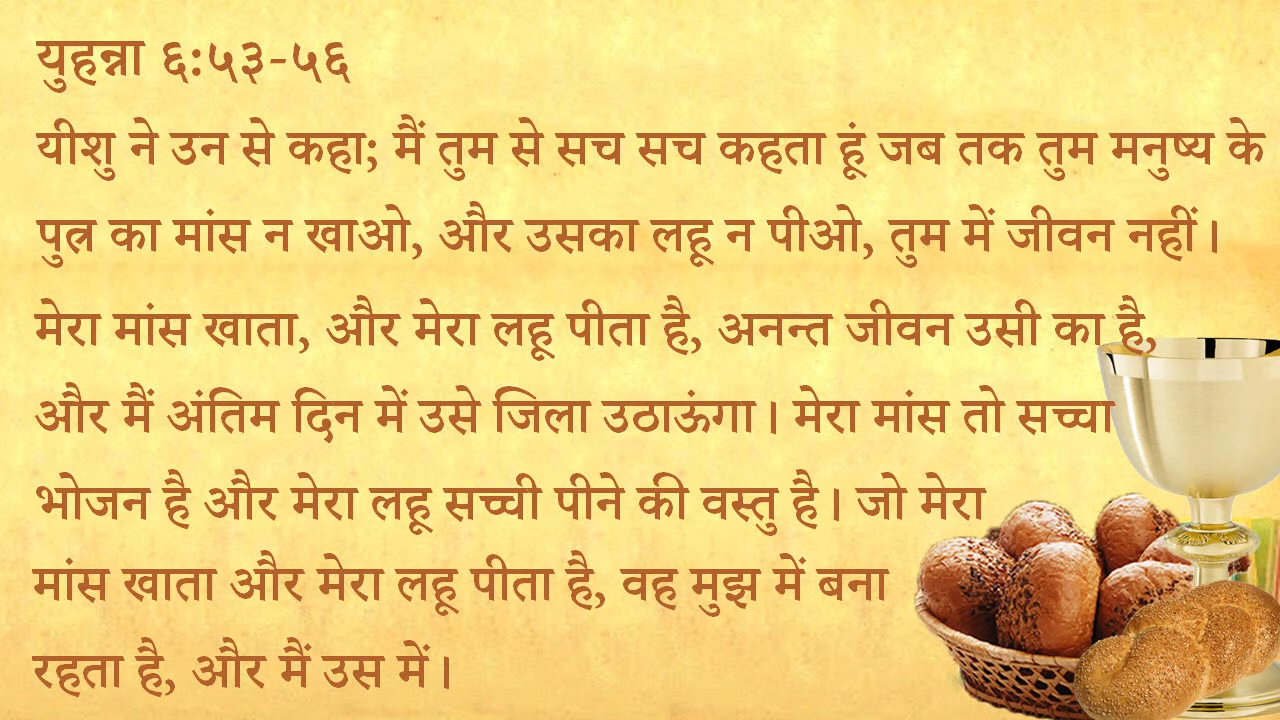 युहन्ना ६:५३-५६
यीशु ने उन से कहा; मैं तुम से सच सच कहता हूं जब तक तुम मनुष्य के
पुत्र का मांस न खाओ, और उसका लहू न पीओ, तुम में जीवन नहीं।
मेरा मांस खाता, और मेरा लहू पीता है, अनन्त जीवन उसी का है,
और मैं अंतिम दिन में उसे जिला उठाऊंगा। मेरा मांस तो सच्चा
भोजन है और मेरा लहू सच्ची पीने की वस्तु है। जो मेरा
मांस खाता और मेरा लहू पीता है, वह मुझ में बना
रहता है, और मैं उस में।